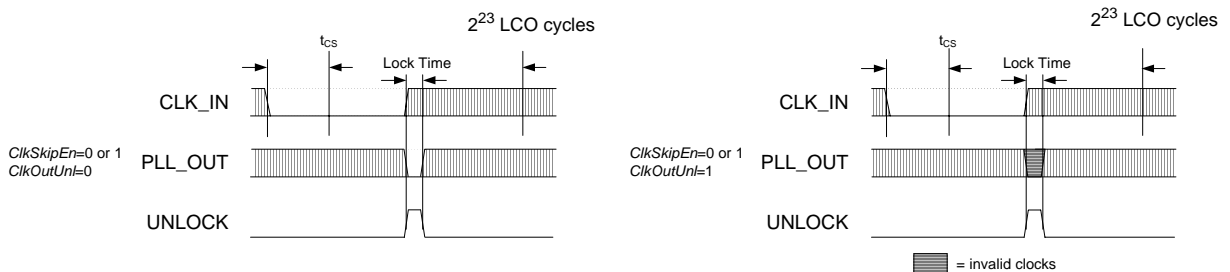 2^23 LCO cycles
t_CS
Lock Time
CLK_IN
ClkSkipEn=0 or 1
ClkOutUnl=0
PLL_OUT
UNLOCK
2^23 LCO cycles
t_CS
Lock Time
CLK_IN
ClkSkipEn=0 or 1
ClkOutUnl=1
PLL_OUT
UNLOCK
= invalid clocks